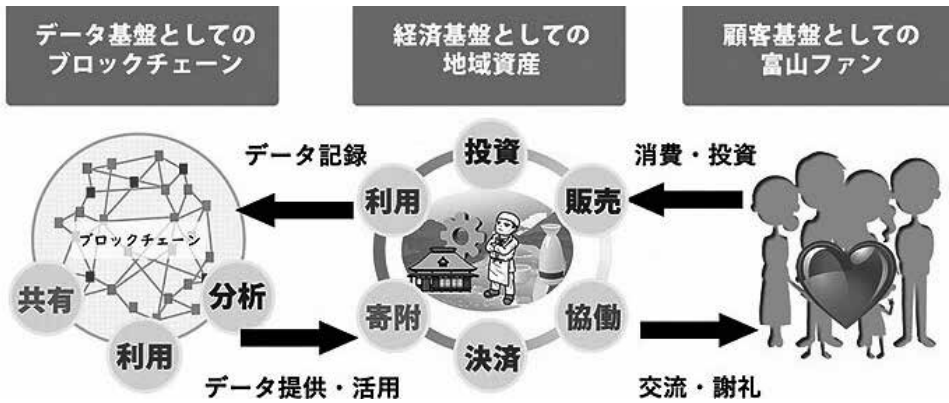 データ基盤としての
ブロックチェーン
経済基盤としての
地域資産
顧客基盤としての
富山ファン
データ記録
投資
消費・投資
利用
販売
ブロックチェーン
共有
分析
利用
寄附
協働
決済
データ提供・活用
交流・謝礼